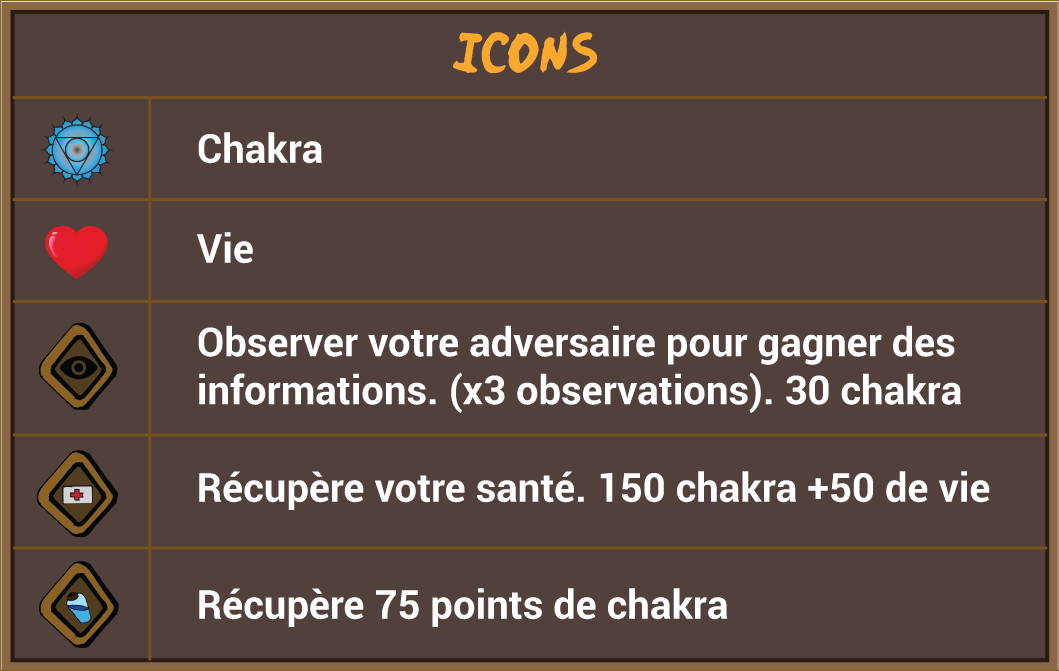 ICONS
Chakra
Vie
Observer votre adversaire pour gagner des
informations. (x3 observations). 30 chakra
Récupère votre santé. 150 chakra +50 de vie
Récupère 75 points de chakra